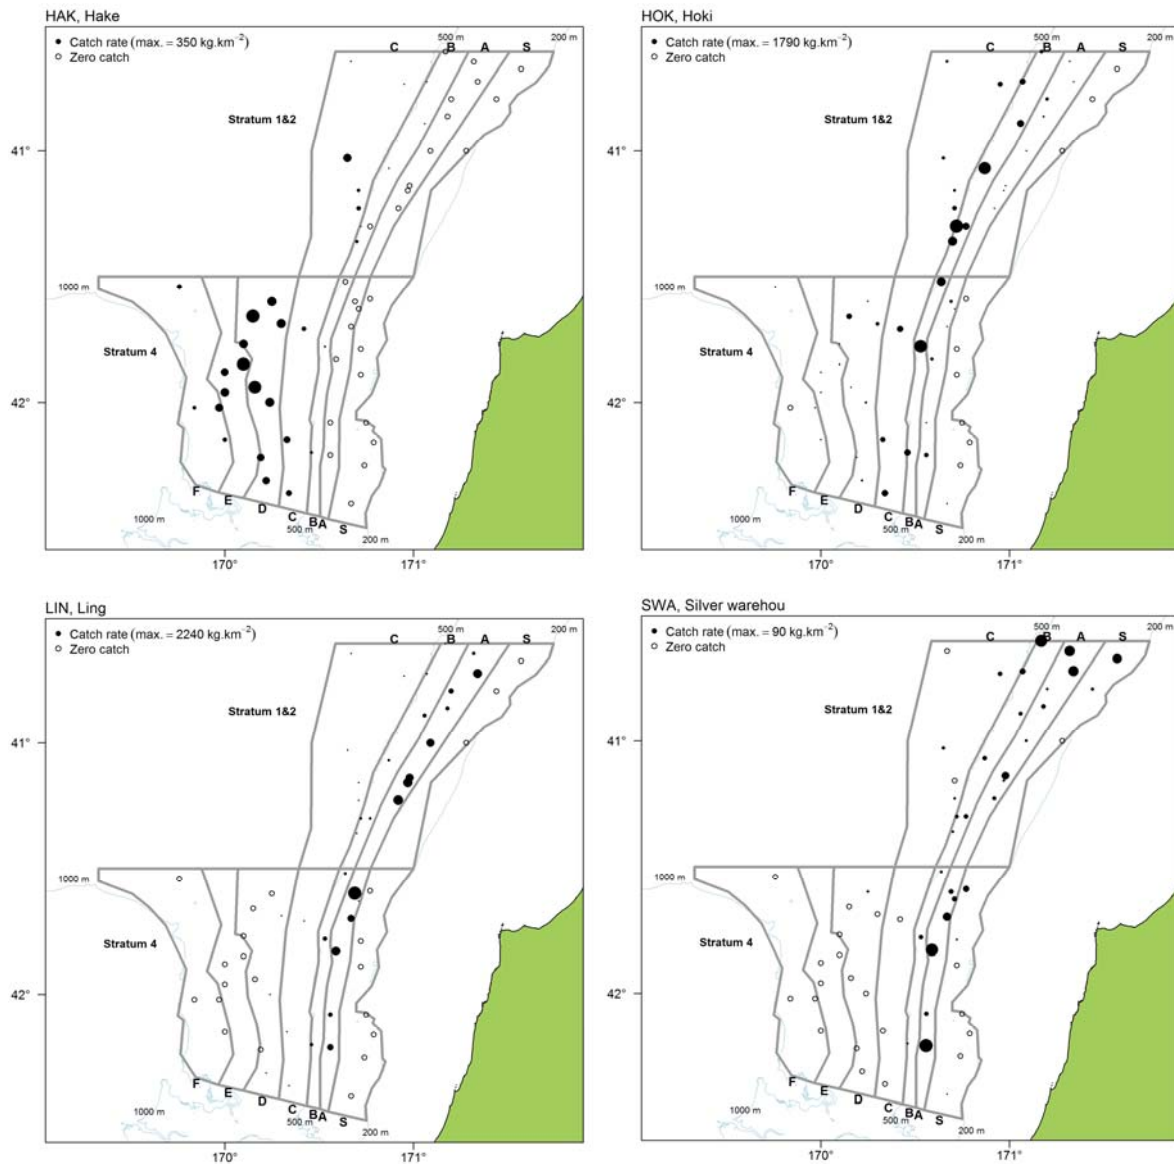 HAK, Hake
Catch rate (max. = 350 kg.km⁻²)
Zero catch
500 m
200 m
C B A S
Stratum 1&2
41°
1000 m
Stratum 4
42°
F E D C B A S
1000 m
500 m
200 m
170° 171°
HOK, Hoki
Catch rate (max. = 1790 kg.km⁻²)
Zero catch
500 m
200 m
C B A S
Stratum 1&2
41°
1000 m
Stratum 4
42°
F E D C B A S
1000 m
500 m
200 m
170° 171°
LIN, Ling
Catch rate (max. = 2240 kg.km⁻²)
Zero catch
500 m
200 m
C B A S
Stratum 1&2
41°
1000 m
Stratum 4
42°
F E D C B A S
1000 m
500 m
200 m
170° 171°
SWA, Silver warehou
Catch rate (max. = 90 kg.km⁻²)
Zero catch
500 m
200 m
C B A S
Stratum 1&2
41°
1000 m
Stratum 4
42°
F E D C B A S
1000 m
500 m
200 m
170° 171°